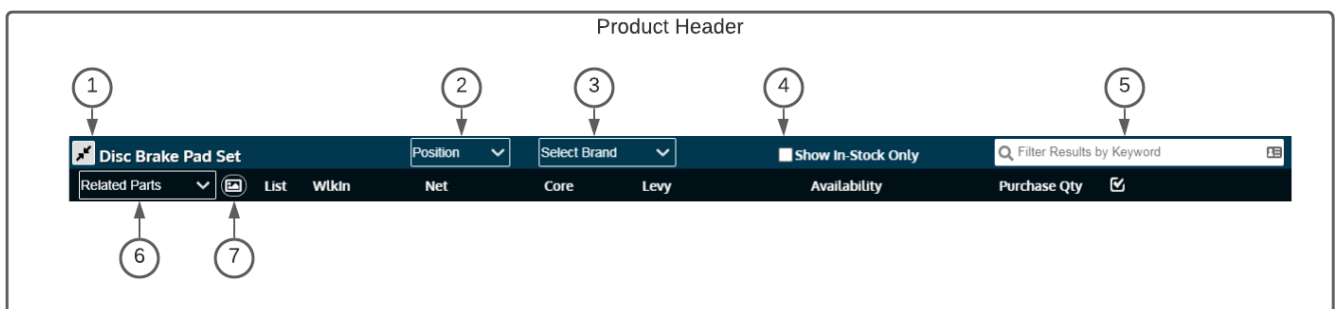 Product Header
1
2
3
4
5
Disc Brake Pad Set
Position
Select Brand
Show In-Stock Only
Filter Results by Keyword
Related Parts
List
Wlkln
Net
Core
Levy
Availability
Purchase Qty
6
7